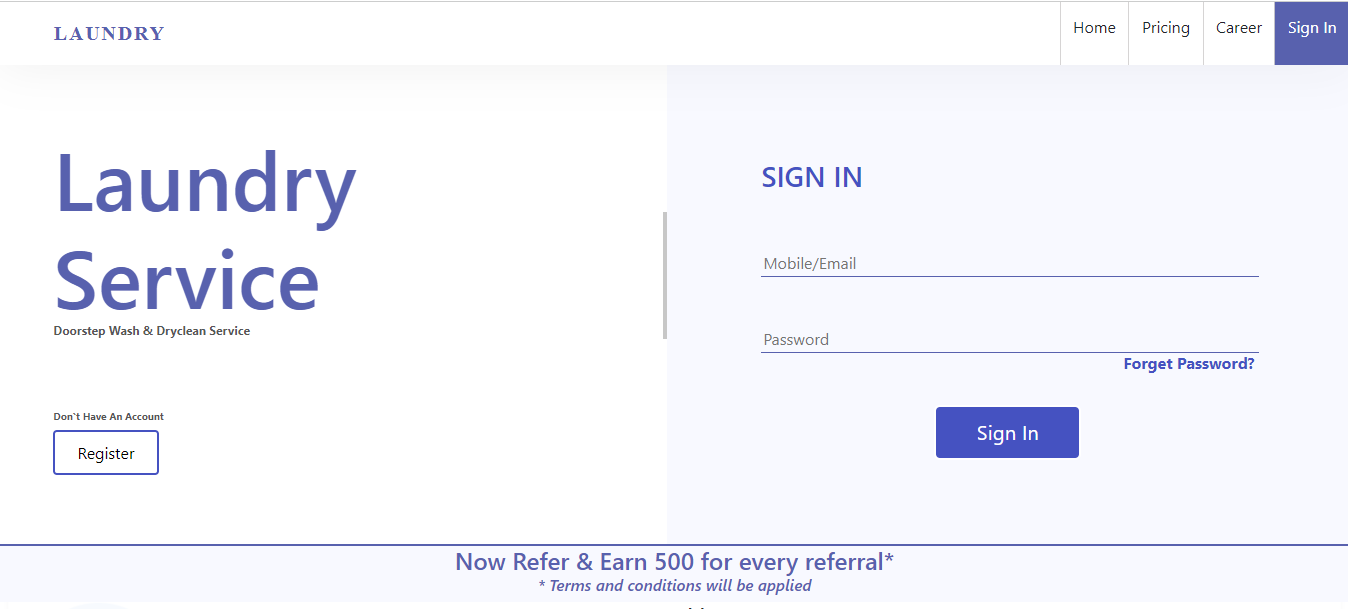 LAUNDRY
Home Pricing Career Sign In
Laundry
Service
Doorstep Wash & Dryclean Service
Don`t Have An Account
Register
SIGN IN
Mobile/Email
Password
Forget Password?
Sign In
Now Refer & Earn 500 for every referral*
* Terms and conditions will be applied